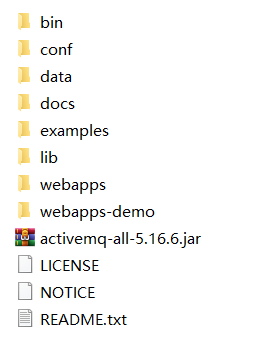 bin
conf
data
docs
examples
lib
webapps
webapps-demo
activemq-all-5.16.6.jar
LICENSE
NOTICE
README.txt